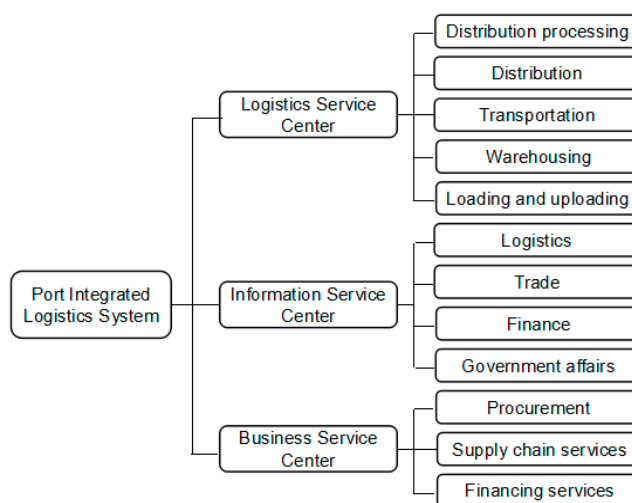 Port Integrated
Logistics System
Logistics Service
Center
Distribution processing
Distribution
Transportation
Warehousing
Loading and uploading
Information Service
Center
Logistics
Trade
Finance
Government affairs
Business Service
Center
Procurement
Supply chain services
Financing services